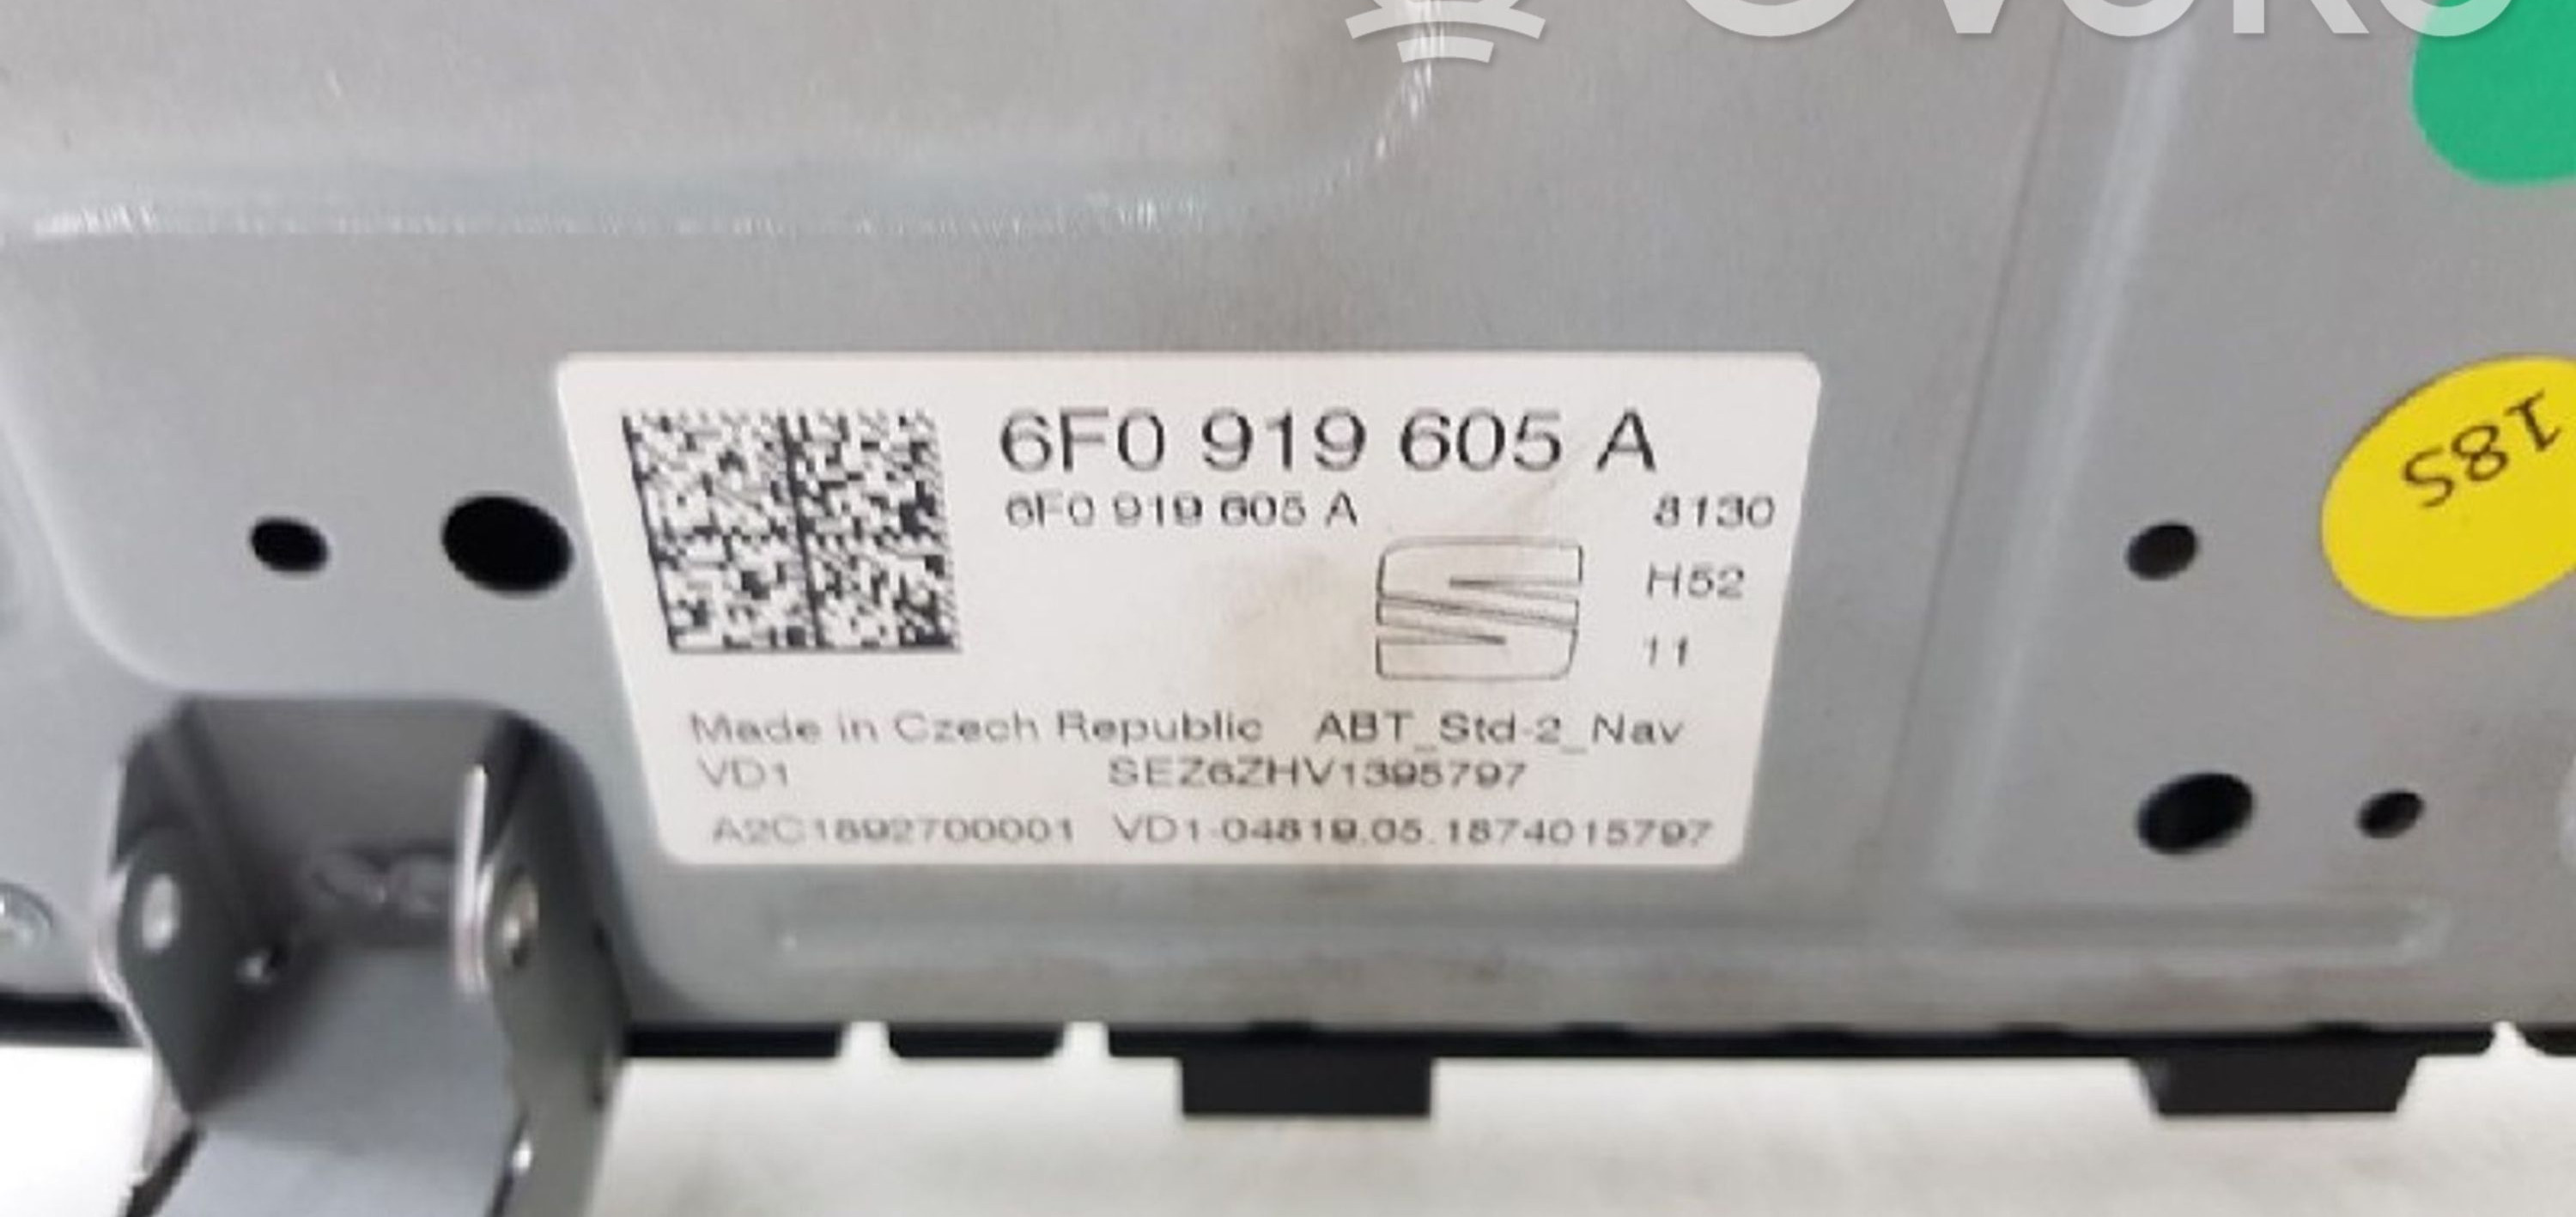 6F0 919 605 A
6F0 919 605 A
8130
H52
11
Made in Czech Republic ABT_Std-2_Nav
VD1 SEZ6ZHV1395797
A2C1892700001 VD1-04819.05.1874015797
185